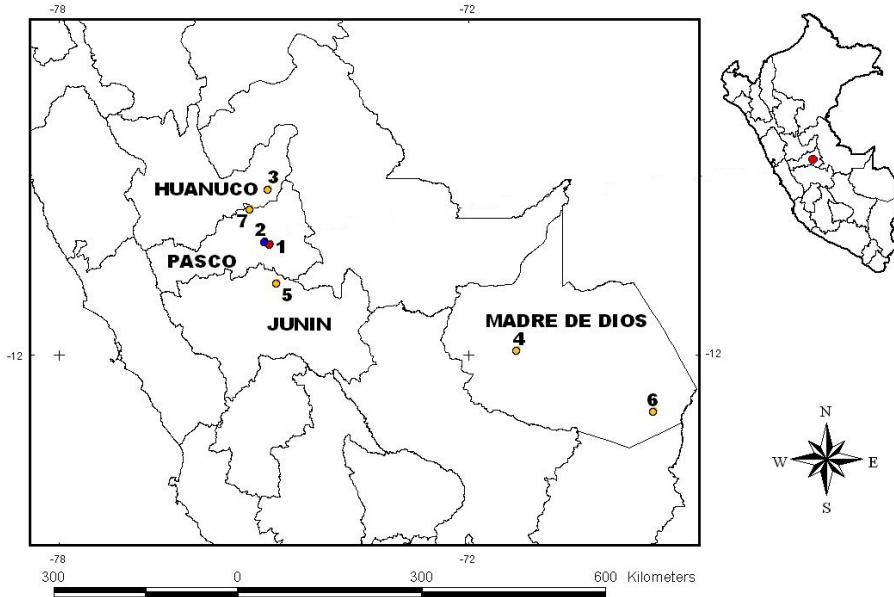 -78
-72
HUANUCO
3
7
2
1
PASCO
5
JUNIN
MADRE DE DIOS
4
-12
-12
6
N
W
E
S
-78
-72
300
0
300
600 Kilometers